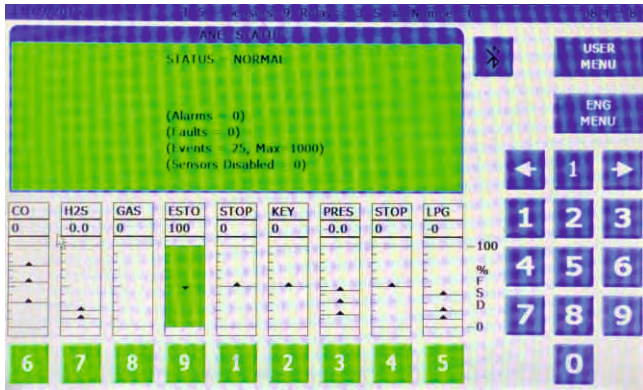 STATUS - NORMAL
USER
MENU
(Alarms = 0)
(Faults = 0)
(Events = 25, Max=1000)
(Sensors Disabled = 0)
ENG
MENU
1
CO H2S GAS ESTO STOP KEY PRES STOP LPG
0 -0.0 0 100 0 0 -0.0 0 -0
100
%
F
S
D
0
1 2 3
4 5 6
7 8 9
0
6 7 8 9 1 2 3 4 5